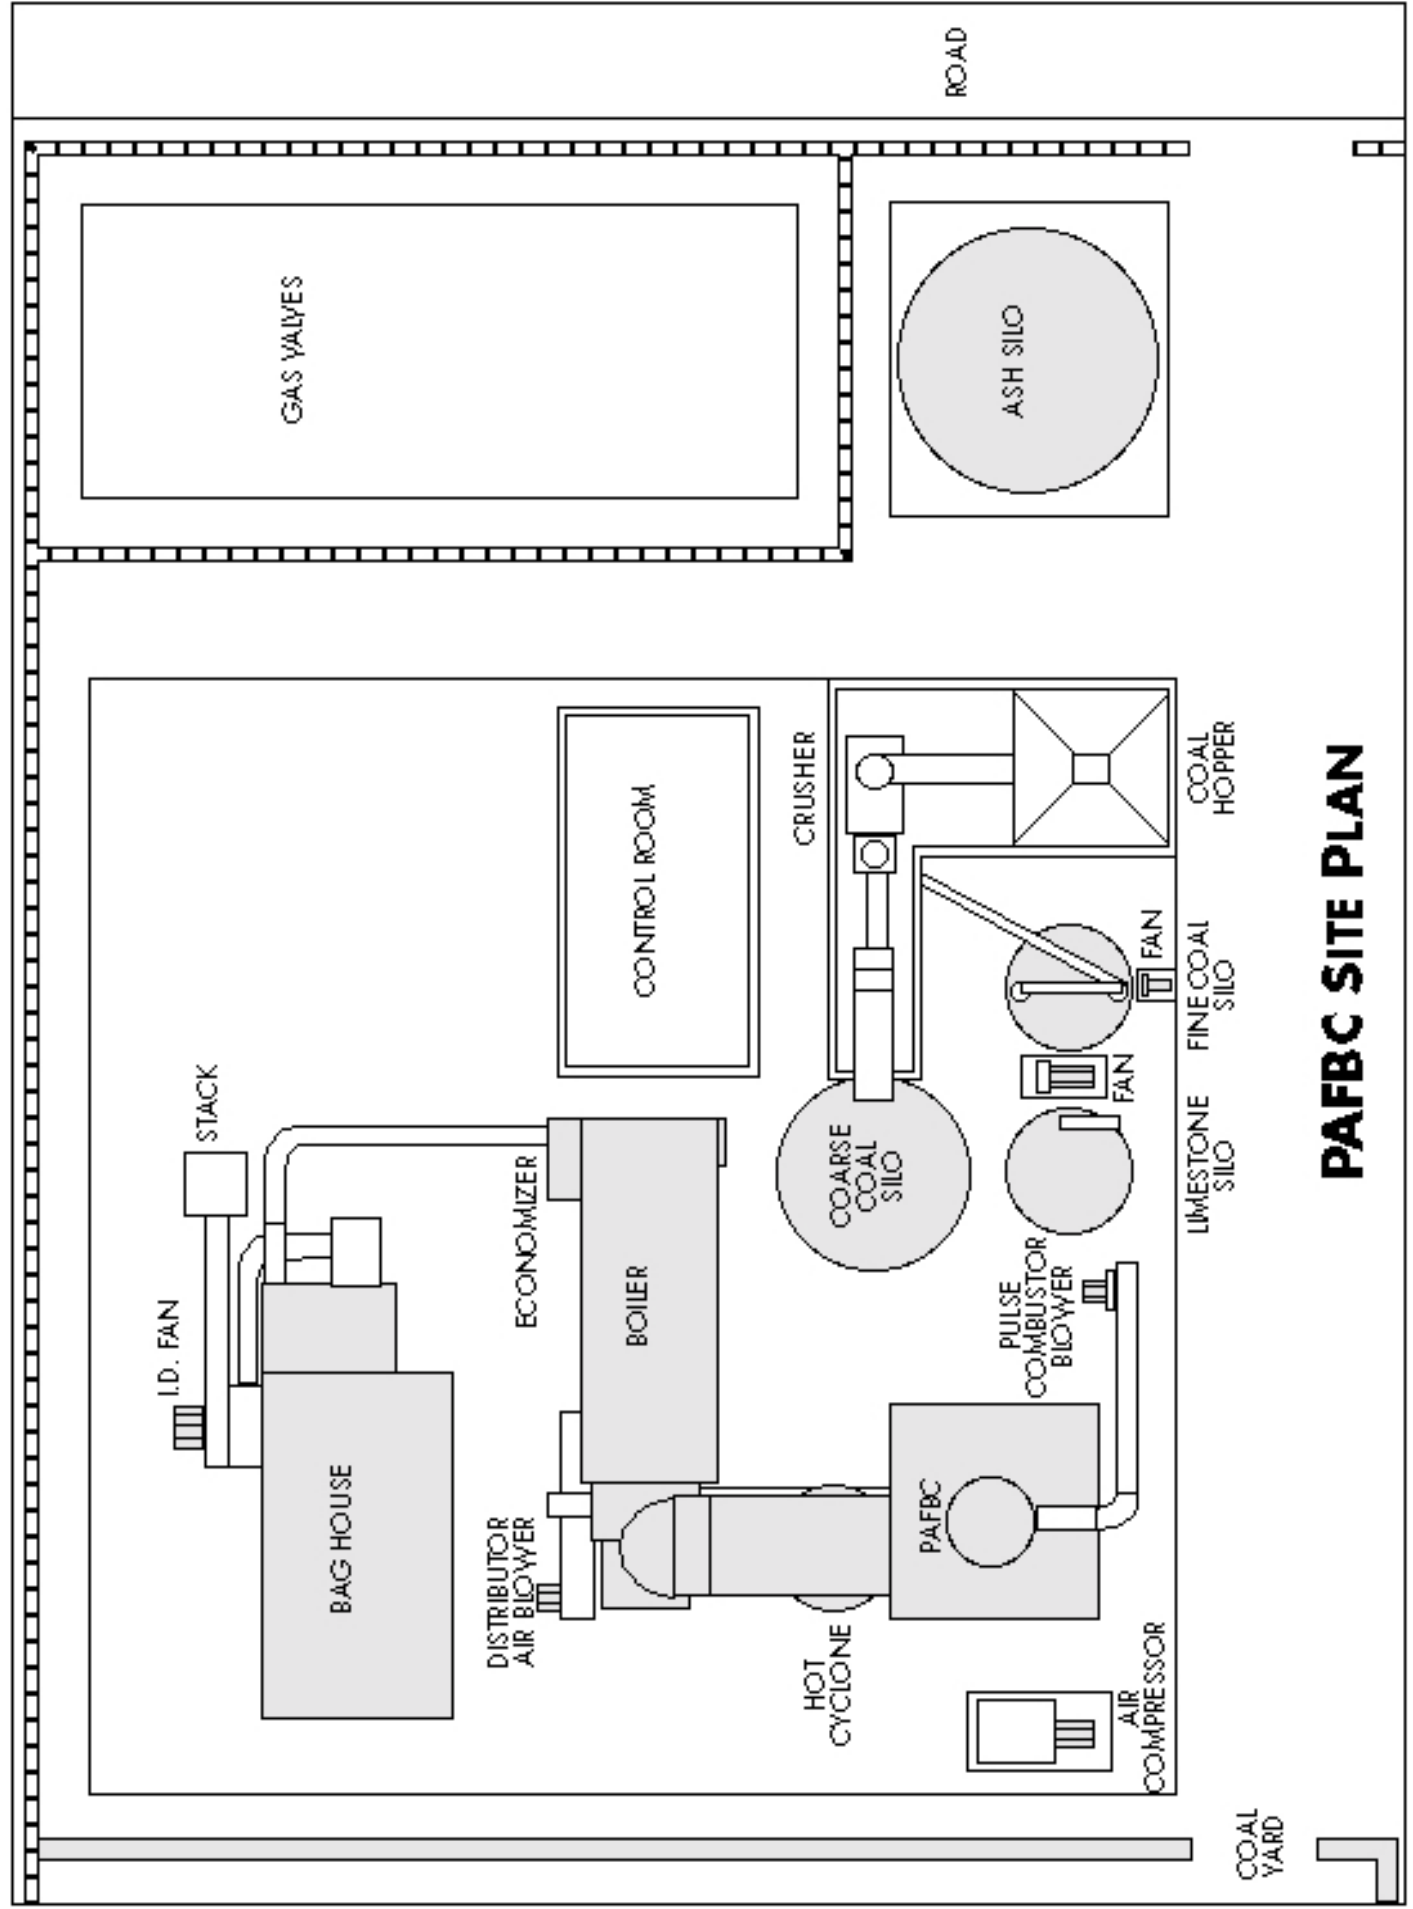 ROAD
GAS VALVES
ASH SILO
STACK
I.D. FAN
BAG HOUSE
ECONOMIZER
BOILER
DISTRIBUTOR
AIR BLOWER
CONTROL ROOM
CRUSHER
COARSE
COAL
SILO
HOT
CYCLONE
PAFBC
PULSE
COMBUSTOR
BLOWER
AIR
COMPRESSOR
FAN
FAN
LIMESTONE
SILO
FINE COAL
SILO
COAL
HOPPER
COAL
YARD
PAFBC SITE PLAN